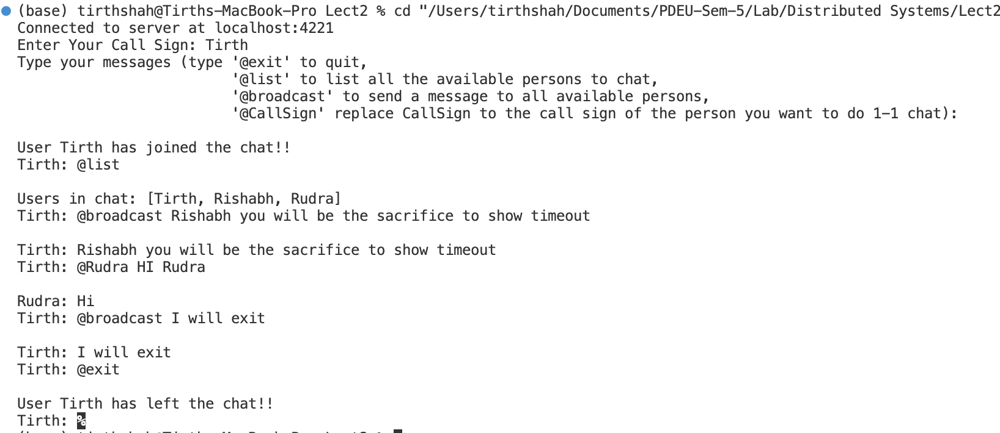 (base) tirthshah@Tirths-MacBook-Pro Lect2 % cd "/Users/tirthshah/Documents/PDEU-Sem-5/Lab/Distributed Systems/Lect2
Connected to server at localhost:4221
Enter Your Call Sign: Tirth
Type your messages (type '@exit' to quit,
'@list' to list all the available persons to chat,
'@broadcast' to send a message to all available persons,
'@CallSign' replace CallSign to the call sign of the person you want to do 1-1 chat):
User Tirth has joined the chat!!
Tirth: @list
Users in chat: [Tirth, Rishabh, Rudra]
Tirth: @broadcast Rishabh you will be the sacrifice to show timeout
Tirth: Rishabh you will be the sacrifice to show timeout
Tirth: @Rudra HI Rudra
Rudra: Hi
Tirth: @broadcast I will exit
Tirth: I will exit
Tirth: @exit
User Tirth has left the chat!!
Tirth: %